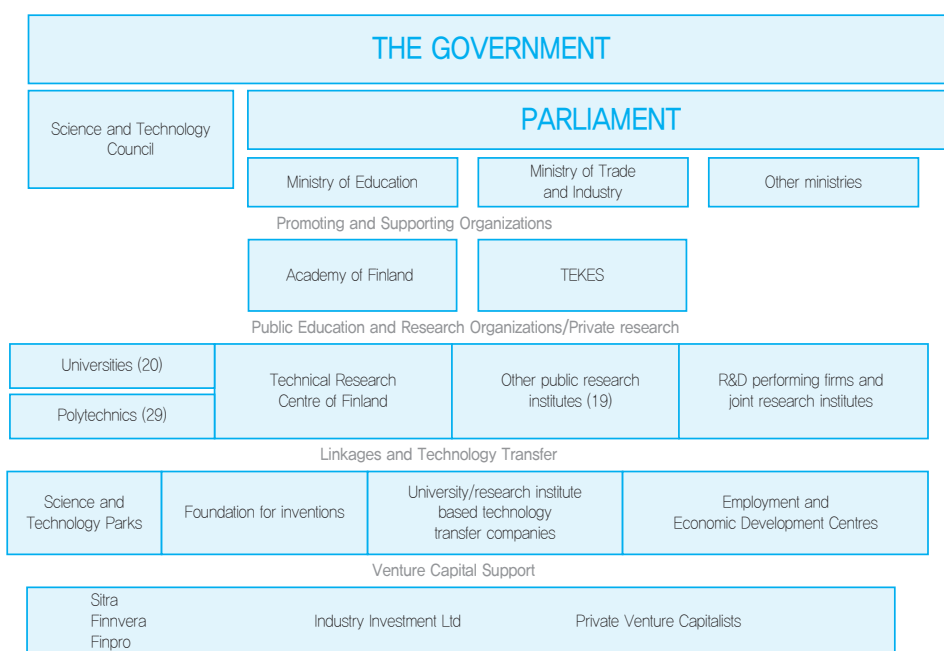 THE GOVERNMENT
Science and Technology
Council
PARLIAMENT
Ministry of Education
Ministry of Trade
and Industry
Other ministries
Promoting and Supporting Organizations
Academy of Finland
TEKES
Public Education and Research Organizations/Private research
Universities (20)
Polytechnics (29)
Technical Research
Centre of Finland
Other public research
institutes (19)
R&D performing firms and
joint research institutes
Linkages and Technology Transfer
Science and
Technology Parks
Foundation for inventions
University/research institute
based technology
transfer companies
Employment and
Economic Development Centres
Venture Capital Support
Sitra
Finnvera
Finpro
Industry Investment Ltd
Private Venture Capitalists